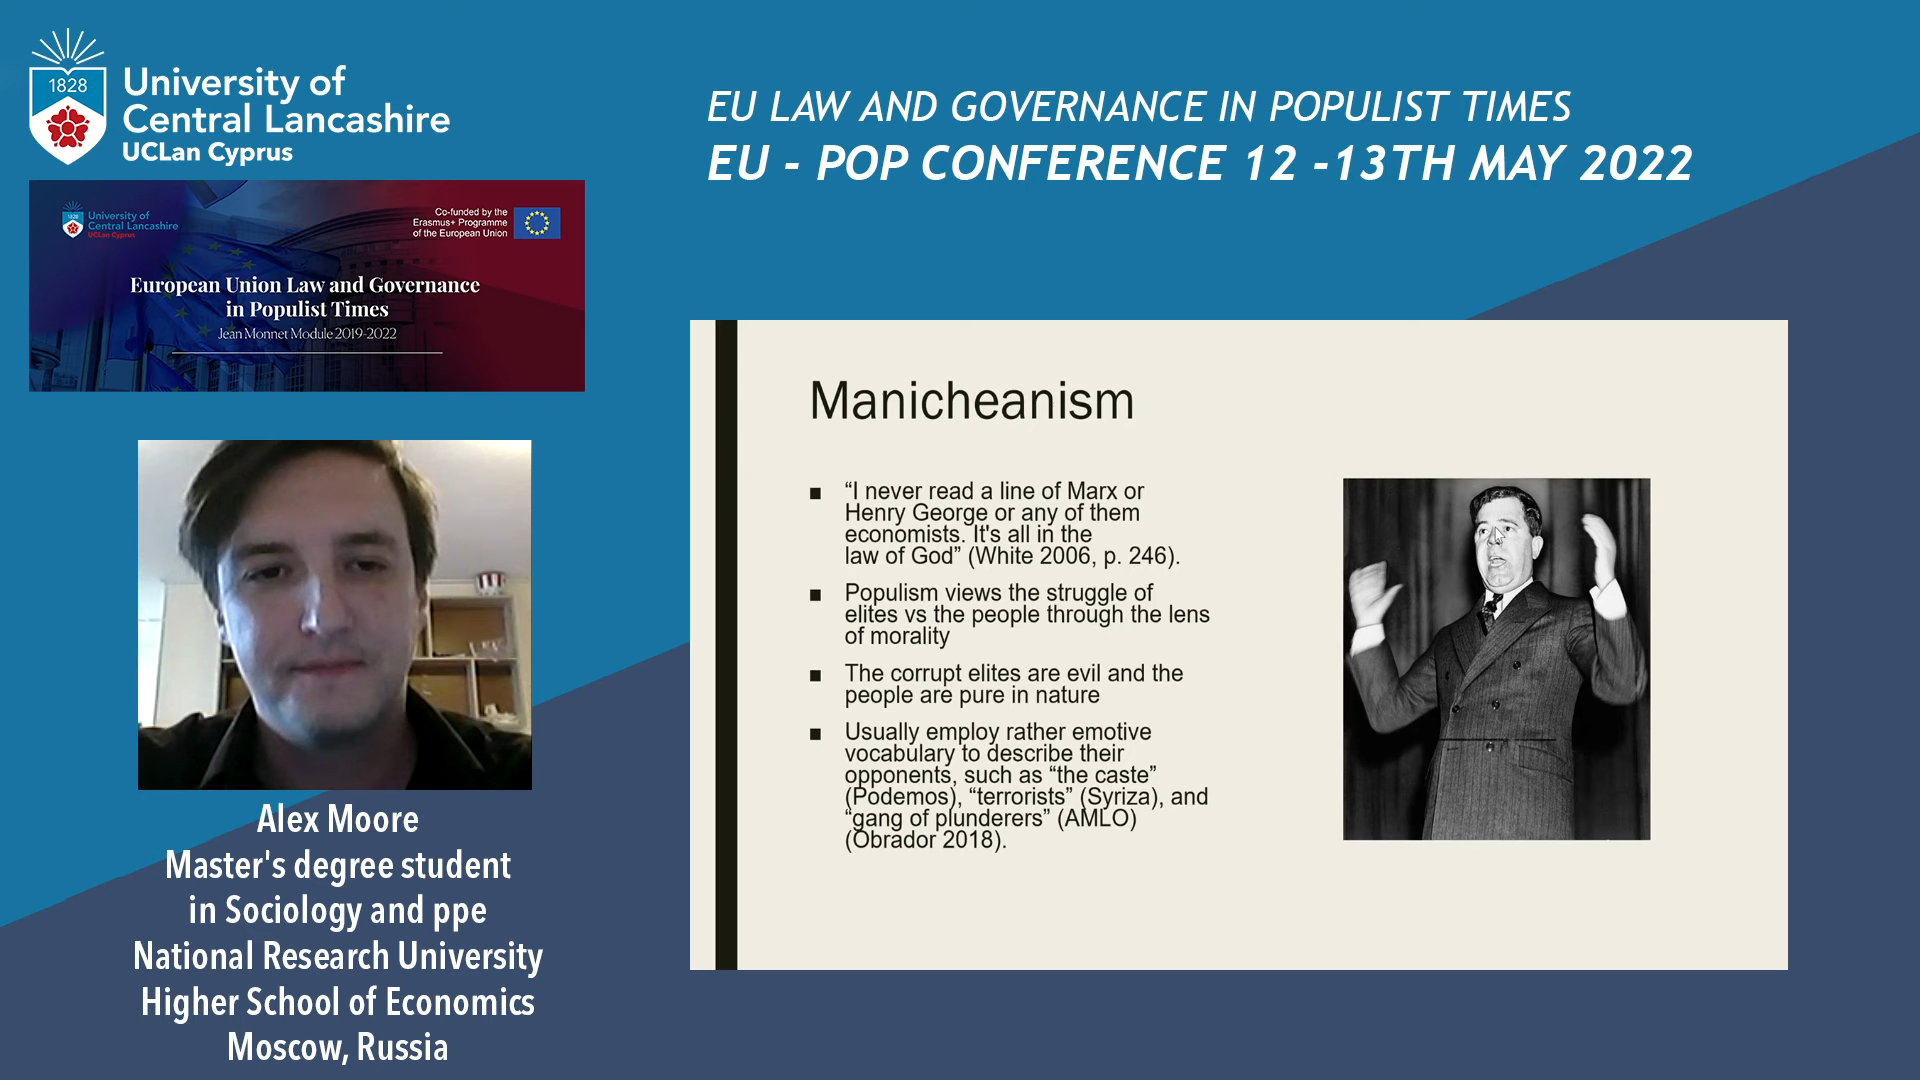 1828
University of
Central Lancashire
UCLan Cyprus
EU LAW AND GOVERNANCE IN POPULIST TIMES
EU - POP CONFERENCE 12 -13TH MAY 2022
1828
University of
Central Lancashire
UCLan Cyprus
Co-funded by the
Erasmus+ Programme
of the European Union
European Union Law and Governance
in Populist Times
Jean Monnet Module 2019-2022
Alex Moore
Master's degree student
in Sociology and ppe
National Research University
Higher School of Economics
Moscow, Russia
Manicheanism
■ “I never read a line of Marx or
Henry George or any of them
economists. It's all in the
law of God” (White 2006, p. 246).
■ Populism views the struggle of
elites vs the people through the lens
of morality
■ The corrupt elites are evil and the
people are pure in nature
■ Usually employ rather emotive
vocabulary to describe their
opponents, such as “the caste”
(Podemos), “terrorists” (Syriza), and
“gang of plunderers” (AMLO)
(Obrador 2018).